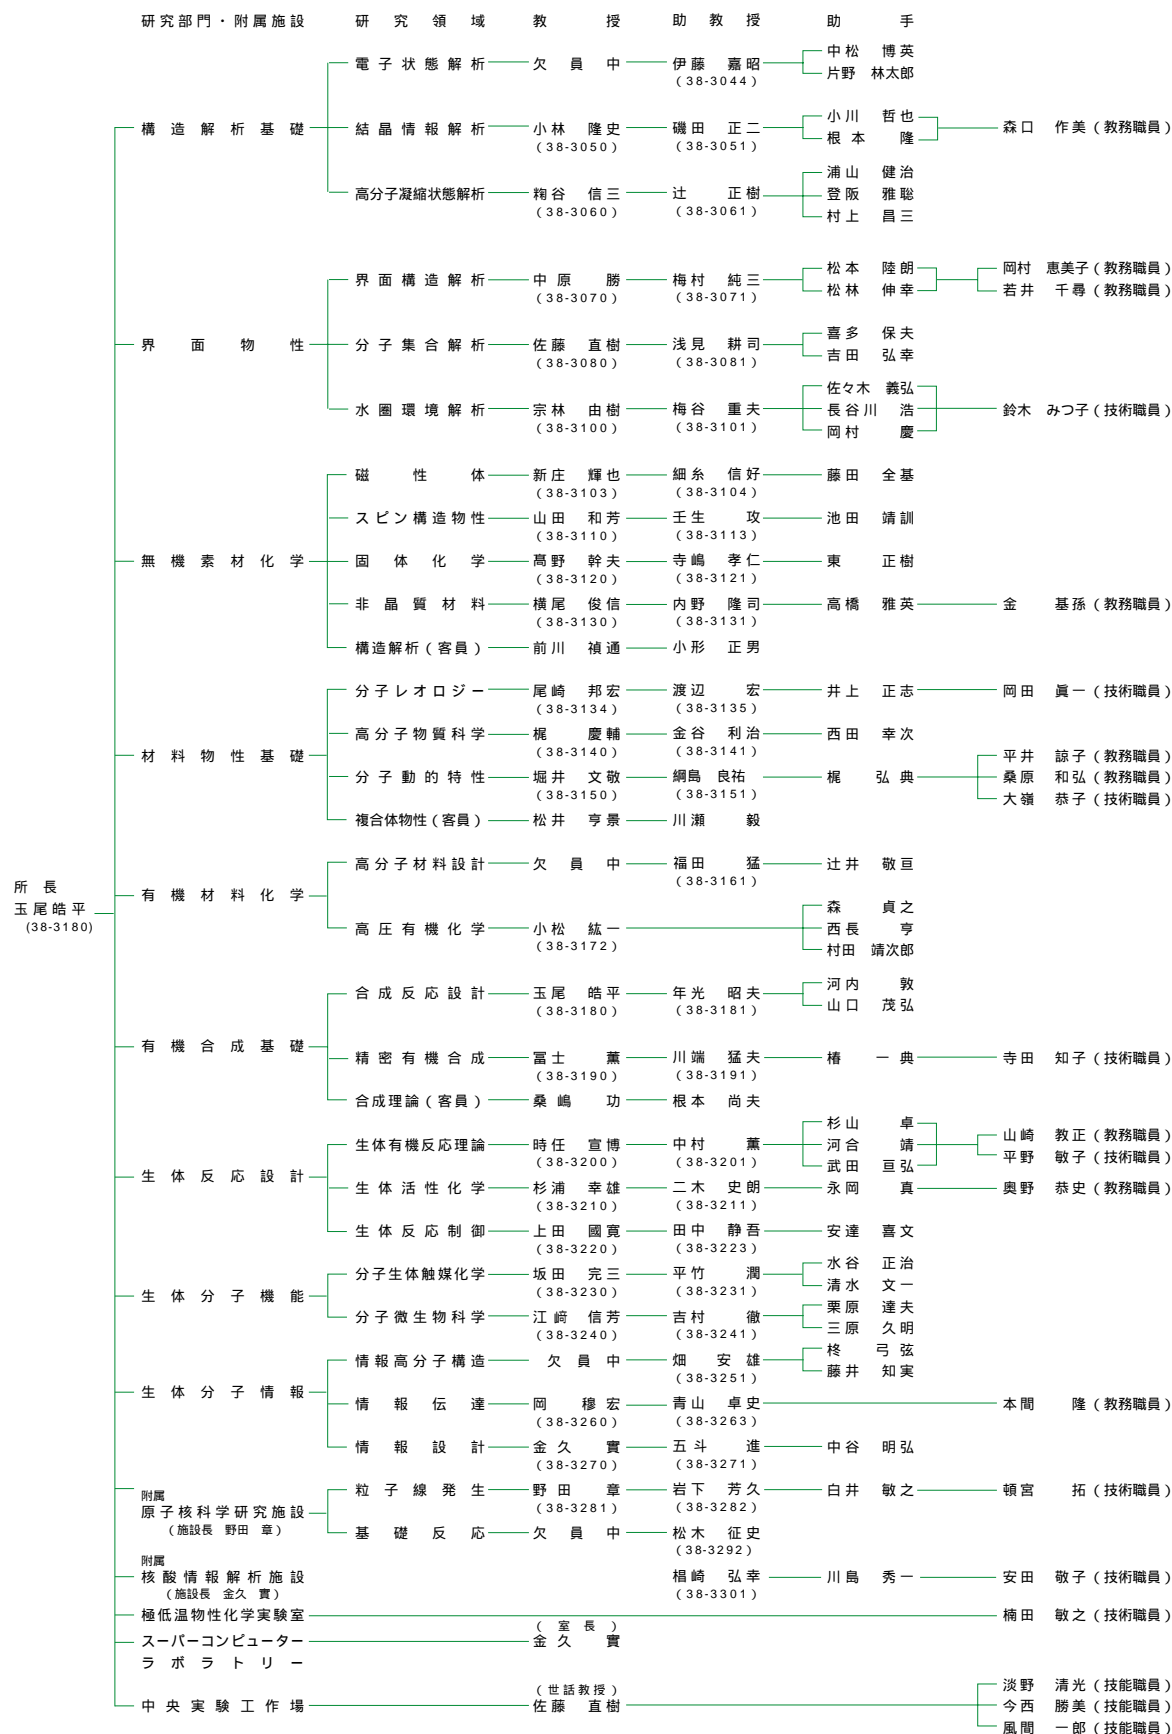 研究部門・附属施設 研究領域 教授 助教授 助手
中松 博英
電子状態解析 欠員中 伊藤 嘉昭
(38-3044)
片野 林太郎
小川 哲也
構造解析基礎 結晶情報解析 小林 隆史 磯田 正二 森口 作美(教務職員)
(38-3050) (38-3051)
根本 隆
浦山 健治
高分子凝縮状態解析 粷谷 信三 辻 正樹 登阪 雅聡
(38-3060) (38-3061)
村上 昌三
松本 陸朗 岡村 恵美子(教務職員)
界面構造解析 中原 勝 梅村 純三
(38-3070) (38-3071)
松林 伸幸 若井 千尋(教務職員)
喜多 保夫
界面物性 分子集合解析 佐藤 直樹 浅見 耕司
(38-3080) (38-3081)
吉田 弘幸
佐々木 義弘
水圏環境解析 宗林 由樹 梅谷 重夫 長谷川 浩 鈴木 みつ子(技術職員)
(38-3100) (38-3101)
岡村 慶
磁性体 新庄 輝也 細糸 信好 藤田 全基
(38-3103) (38-3104)
スピン構造物性 山田 和芳 壬生 攻 池田 靖訓
(38-3110) (38-3113)
無機素材化学 固体化学 髙野 幹夫 寺嶋 孝仁 東 正樹
(38-3120) (38-3121)
非晶質材料 横尾 俊信 内野 隆司 高橋 雅英 金 基孫(教務職員)
(38-3130) (38-3131)
構造解析(客員) 前川 禎通 小形 正男
分子レオロジー 尾崎 邦宏 渡辺 宏 井上 正志 岡田 眞一(技術職員)
(38-3134) (38-3135)
高分子物質科学 梶 慶輔 金谷 利治 西田 幸次
(38-3140) (38-3141)
材料物性基礎
平井 諒子(教務職員)
分子動的特性 堀井 文敬 綱島 良祐 梶 弘典 桑原 和弘(教務職員)
(38-3150) (38-3151)
大嶺 恭子(技術職員)
複合体物性(客員) 松井 亨景 川瀬 毅
高分子材料設計 欠員中 福田 猛 辻井 敬亘
(38-3161)
所長
有機材料化学
玉尾皓平
(38-3180)
森 貞之
高圧有機化学 小松 紘一 西長 亨
(38-3172)
村田 靖次郎
河内 敦
合成反応設計 玉尾 皓平 年光 昭夫
(38-3180) (38-3181)
山口 茂弘
有機合成基礎
精密有機合成 冨士 薫 川端 猛夫 椿 一典 寺田 知子(技術職員)
(38-3190) (38-3191)
合成理論(客員) 桑嶋 功 根本 尚夫
杉山 卓 山崎 教正(教務職員)
生体有機反応理論 時任 宣博 中村 薫 河合 靖
(38-3200) (38-3201)
武田 亘弘 平野 敏子(技術職員)
生体反応設計
生体活性化学 杉浦 幸雄 二木 史朗 永岡 真 奥野 恭史(教務職員)
(38-3210) (38-3211)
生体反応制御 上田 國寛 田中 静吾 安達 喜文
(38-3220) (38-3223)
水谷 正治
分子生体触媒化学 坂田 完三 平竹 潤
(38-3230) (38-3231)
清水 文一
生体分子機能
栗原 達夫
分子微生物科学 江﨑 信芳 吉村 徹
(38-3240) (38-3241)
三原 久明
柊 弓弦
情報高分子構造 欠員中 畑 安雄
(38-3251)
藤井 知実
生体分子情報
情報伝達 岡 穆宏 青山 卓史 本間 隆(教務職員)
(38-3260) (38-3263)
情報設計 金久 實 五斗 進 中谷 明弘
(38-3270) (38-3271)
附属
粒子線発生 野田 章 岩下 芳久 白井 敏之 頓宮 拓(技術職員)
(38-3281) (38-3282)
原子核科学研究施設
(施設長 野田 章)
基礎反応 欠員中 松木 征史
(38-3292)
附属
核酸情報解析施設 椙崎 弘幸 川島 秀一 安田 敬子(技術職員)
(施設長 金久 實) (38-3301)
極低温物性化学実験室 楠田 敏之(技術職員)
(室長)
スーパーコンピューター 金久 實
ラボラトリー
(世話教授)
淡野 清光(技能職員)
中央実験工作場 佐藤 直樹 今西 勝美(技能職員)
風間 一郎(技能職員)